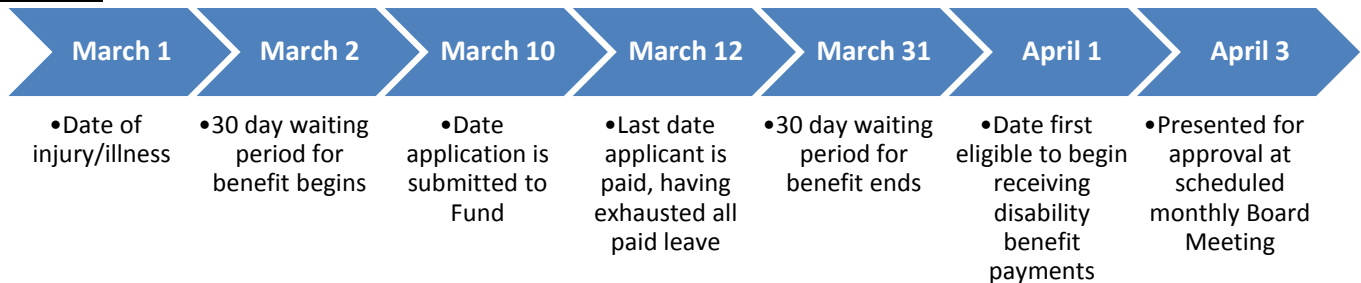 March 1
March 2
March 10
March 12
March 31
April 1
April 3
•Date of
injury/illness
•30 day waiting
period for
benefit begins
•Date
application is
submitted to
Fund
•Last date
applicant is
paid, having
exhausted all
paid leave
•30 day waiting
period for
benefit ends
•Date first
eligible to begin
receiving
disability
benefit
payments
•Presented for
approval at
scheduled
monthly Board
Meeting